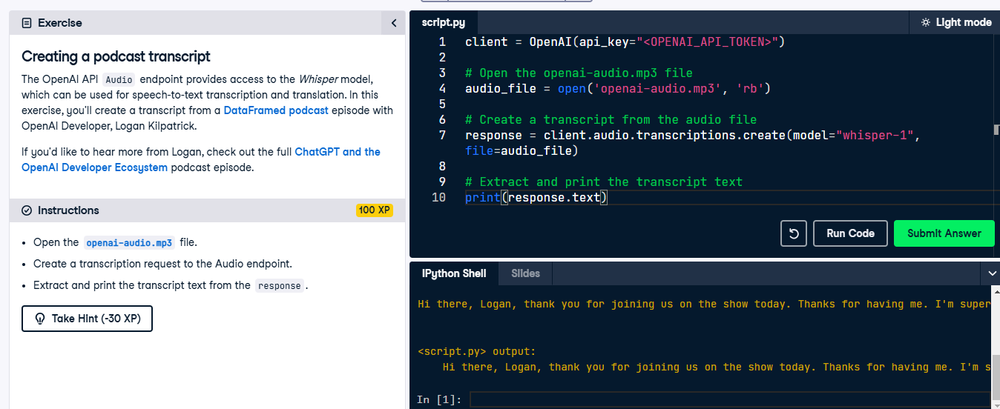 Exercise
Creating a podcast transcript
The OpenAI API Audio endpoint provides access to the Whisper model,
which can be used for speech-to-text transcription and translation. In this
exercise, you'll create a transcript from a DataFramed podcast episode with
OpenAI Developer, Logan Kilpatrick.
If you'd like to hear more from Logan, check out the full ChatGPT and the
OpenAI Developer Ecosystem podcast episode.
Instructions
100 XP
Open the openai-audio.mp3 file.
Create a transcription request to the Audio endpoint.
Extract and print the transcript text from the response.
Take Hint (-30 XP)
script.py
Light mode
1 client = OpenAI(api_key="<OPENAI_API_TOKEN>")
2
3 # Open the openai-audio.mp3 file
4 audio_file = open('openai-audio.mp3', 'rb')
5
6 # Create a transcript from the audio file
7 response = client.audio.transcriptions.create(model="whisper-1",
file=audio_file)
8
9 # Extract and print the transcript text
10 print(response.text)
Run Code
Submit Answer
IPython Shell
Slides
Hi there, Logan, thank you for joining us on the show today. Thanks for having me. I'm super
<script.py> output:
Hi there, Logan, thank you for joining us on the show today. Thanks for having me. I'm s
In [1]: